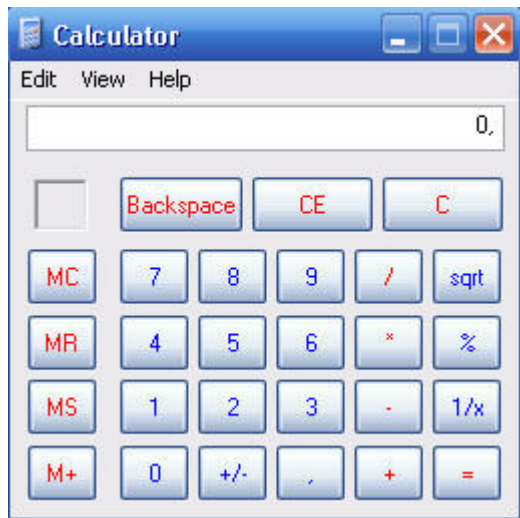 Calculator
Edit View Help
0,
Backspace CE C
MC 7 8 9 / sqrt
MR 4 5 6 * %
MS 1 2 3 - 1/x
M+ 0 +/- , + =